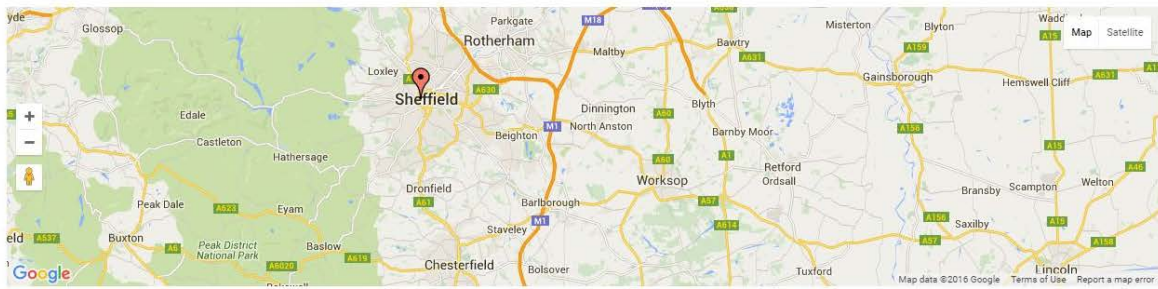 yde
Glossop
Parkgate
Rotherham
M18
Maltby
A638
Bawtry
A631
Misterton
Blyton
A159
A15
Map
Satellite
Loxley
Sheffield
A630
Gainsborough
Hemswell Cliff
A631
Edale
Castleton
Hathersage
Beighton
M1
Dinnington
North Anston
A60
Blyth
Barnby Moor
A1
A156
A15
A46
Dronfield
A61
Barlborough
A60
Worksop
A57
Retford
Ordsall
Bransby
Scampton
Welton
Peak Dale
A623
Eyam
M1
A614
A156
Saxilby
A15
eld
A537
Buxton
A6
Peak District
National Park
Baslow
A619
Staveley
A57
A158
Google
A6020
Chesterfield
Bolsover
Tuxford
Lincoln
Map data ©2016 Google
Terms of Use
Report a map error